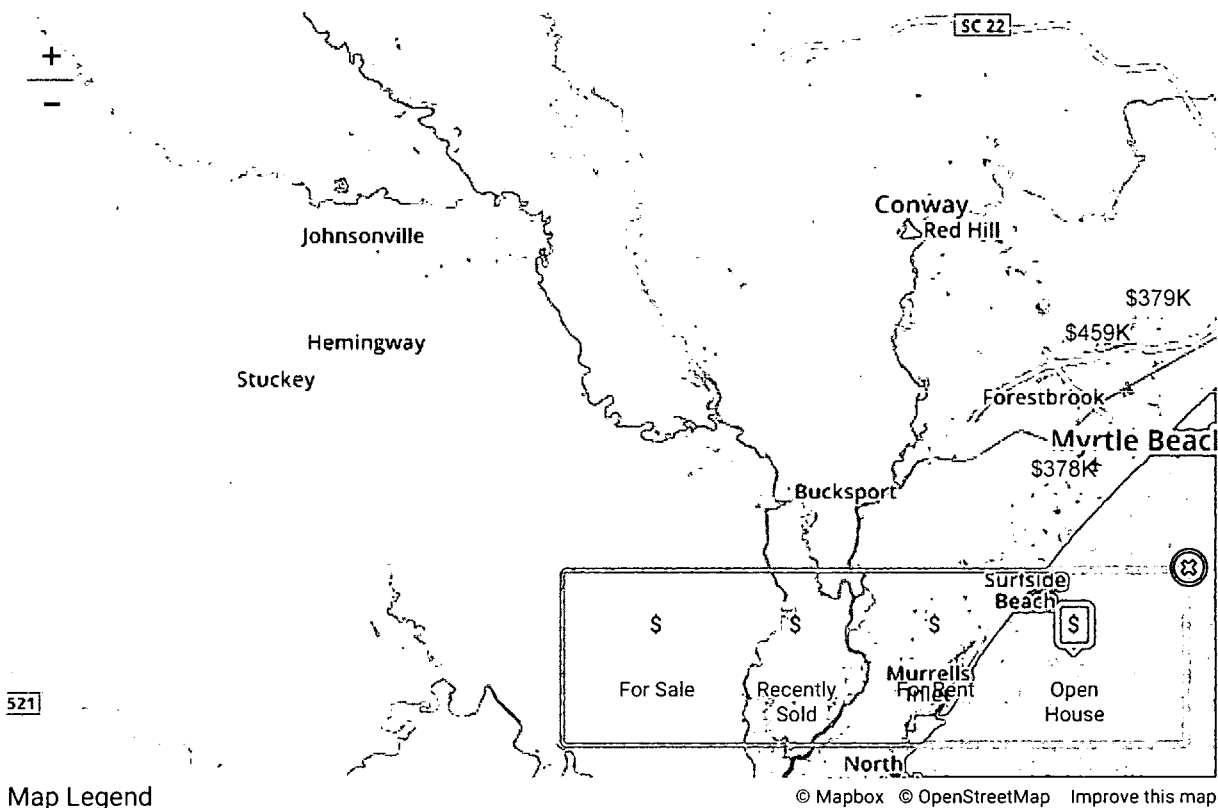 SC 22
+
−
Conway
Red Hill
Johnsonville
$379K
$459K
Hemingway
Stuckey
Forestbrook
Myrtle Beach
$378K
Bucksport
Surfside
Beach
$ $ $ $
Murrells
Inlet
For Sale
Recently
Sold
For Rent
Open
House
521
North
Map Legend
© Mapbox © OpenStreetMap Improve this map